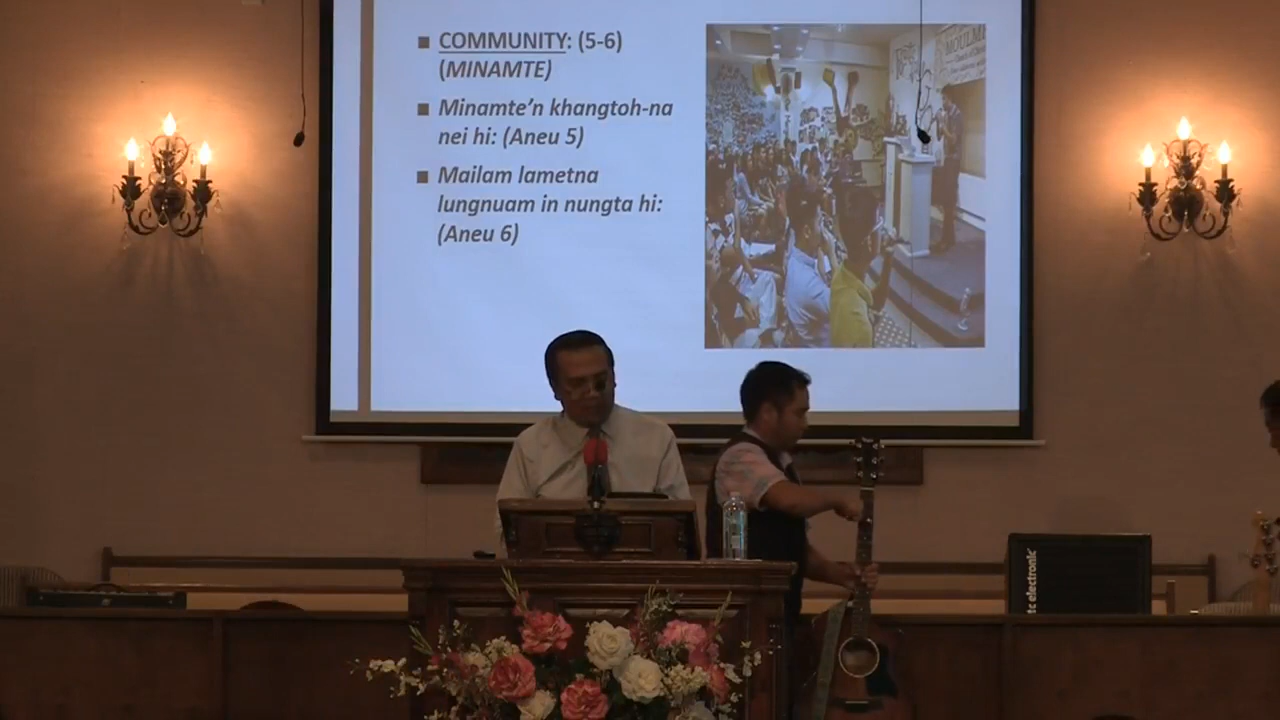 COMMUNITY: (5-6)
(MINAMTE)
Minamte'n khangtoh-na
nei hi: (Aneu 5)
Mailam lametna
lungnuam in nungta hi:
(Aneu 6)
tc electronic